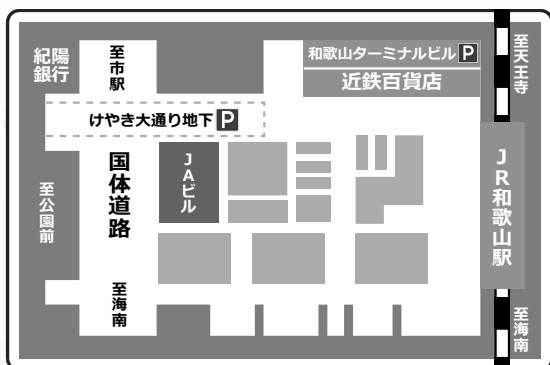 紀陽
銀行
至市駅
和歌山ターミナルビル P
近鉄百貨店
至天王寺
けやき大通り地下 P
国体道路
JAビル
JR和歌山駅
至公園前
至海南
至海南